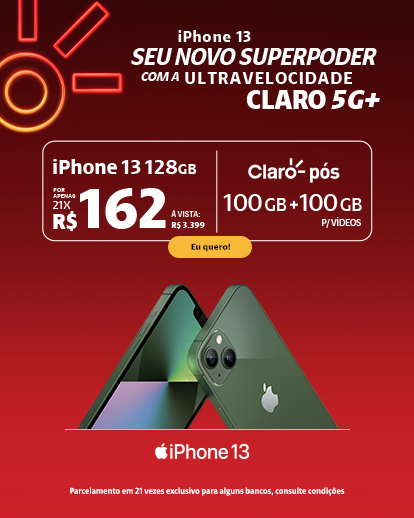 iPhone 13
SEU NOVO SUPERPODER
COM A ULTRAVELOCIDADE
CLARO 5G+
iPhone 13 128GB
POR
APENAS
21X
R$ 162
À VISTA:
R$ 3.399
Claro-pós
100 GB + 100 GB
P/ VÍDEOS
Eu quero!
iPhone 13
Parcelamento em 21 vezes exclusivo para alguns bancos, consulte condições